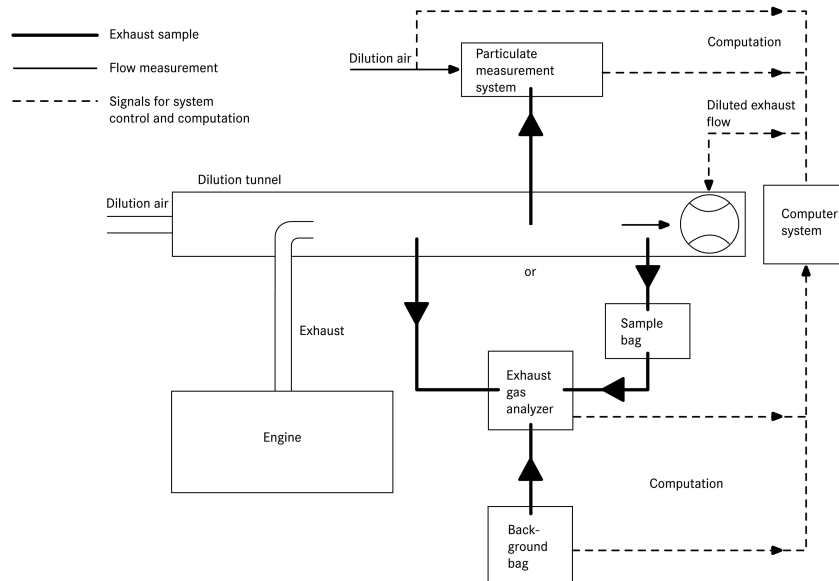 Exhaust sample
Flow measurement
Signals for system
control and computation
Dilution air
Particulate
measurement
system
Computation
Diluted exhaust
flow
Dilution tunnel
Dilution air
Computer
system
or
Exhaust
Sample
bag
Exhaust
gas
analyzer
Engine
Computation
Back-
ground
bag